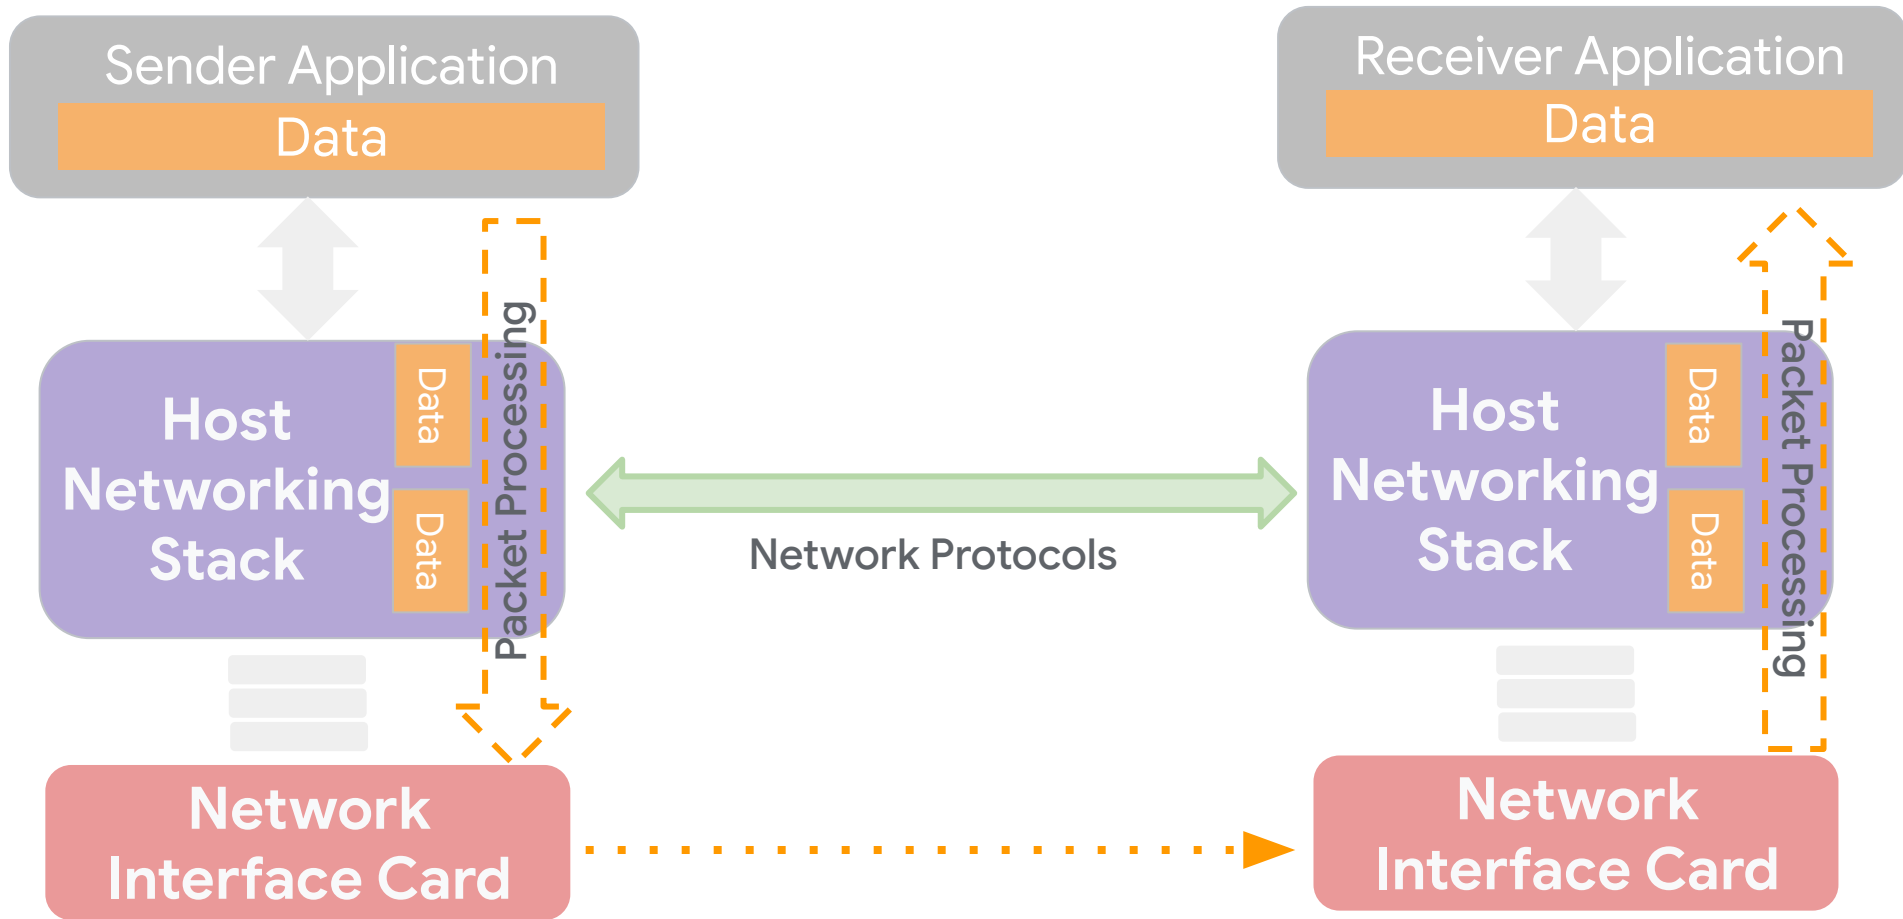 Sender Application
Data
Host
Networking
Stack
Data
Data
Packet Processing
Network
Interface Card
Network Protocols
Receiver Application
Data
Host
Networking
Stack
Data
Data
Packet Processing
Network
Interface Card